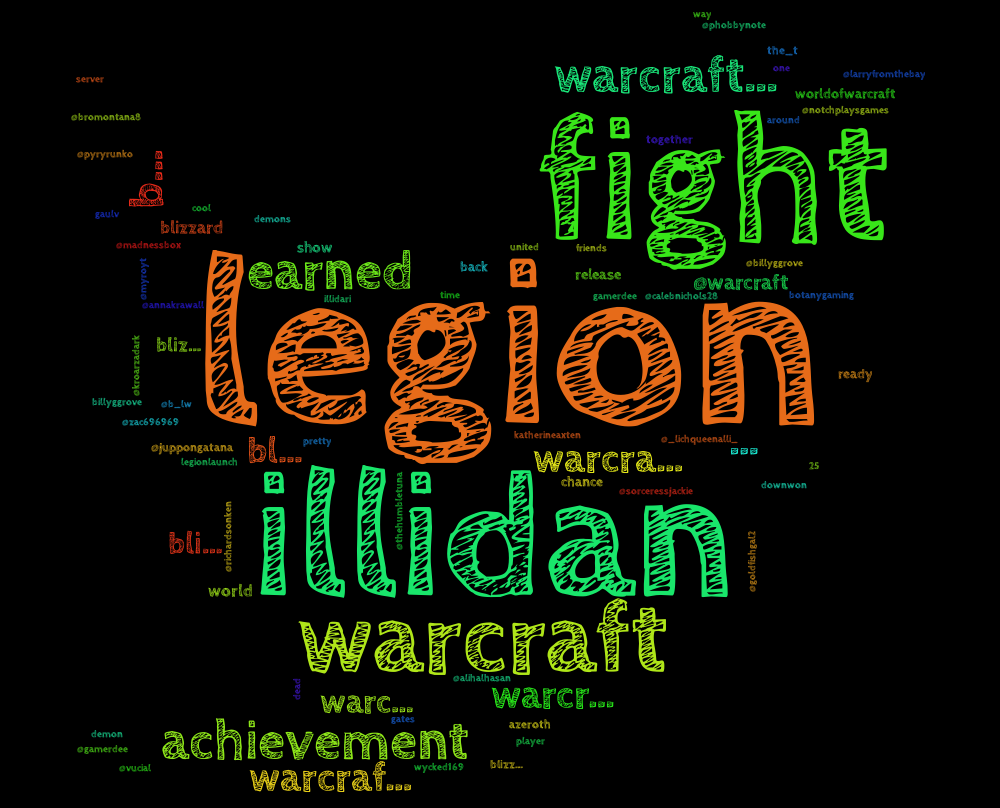 way
@phobbynote
the_t
warcraft...
one
@larryfromthebay
server
worldofwarcraft
@notchplaysgames
@bromontana8
around
fight
together
@pyryrunko
b...
gaulv
cool
demons
blizzard
@madnessbox
show
united
friends
earned
back
@billyggrove
release
@warcraft
@myroyt
illidari
time
gamerdee
@calebnichols28
botanygaming
@annakrawall
legion
bliz...
@kroarzadark
ready
billyggrove
@b_lw
@zac696969
katherineaxten
@_lichqueenalli_
pretty
@juppongatana
bl...
...
legionlaunch
warcra...
25
chance
downwon
@sorceressjackie
@thehumbletuna
illidan
@richardsonken
bli...
@goldfishgal2
world
warcraft
@alihalhasan
dead
warc...
warcr...
gates
azeroth
demon
achievement
player
@gamerdee
@vucial
wycked169
blizz...
warcraf...